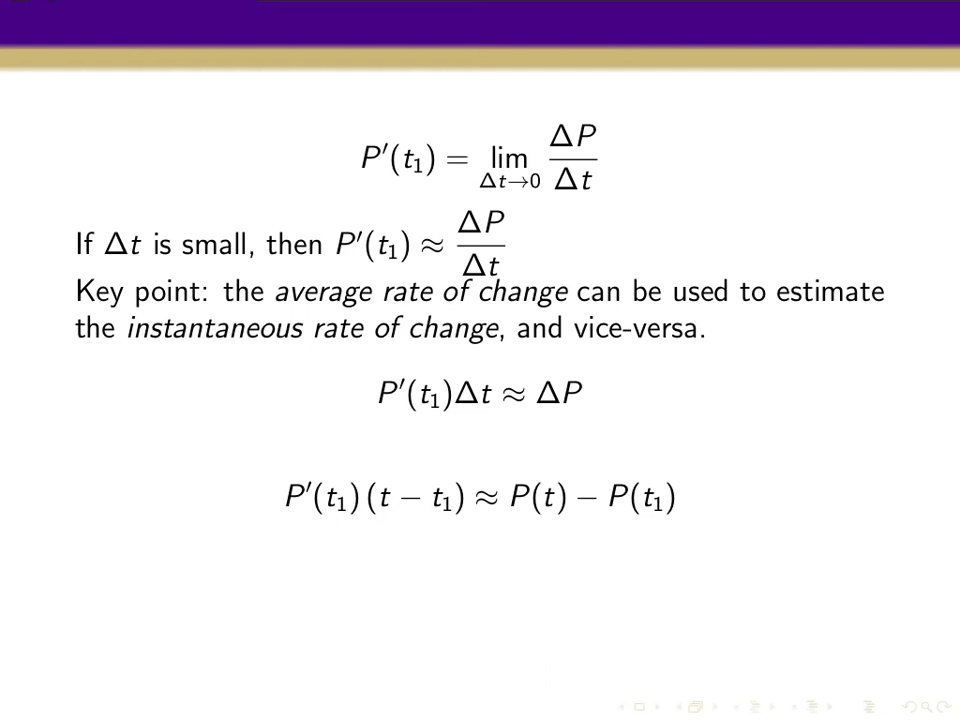 P′(t₁) = lim_{Δt→0} ΔP/Δt
If Δt is small, then P′(t₁) ≈ ΔP/Δt
Key point: the average rate of change can be used to estimate
the instantaneous rate of change, and vice-versa.
P′(t₁)Δt ≈ ΔP
P′(t₁)(t − t₁) ≈ P(t) − P(t₁)